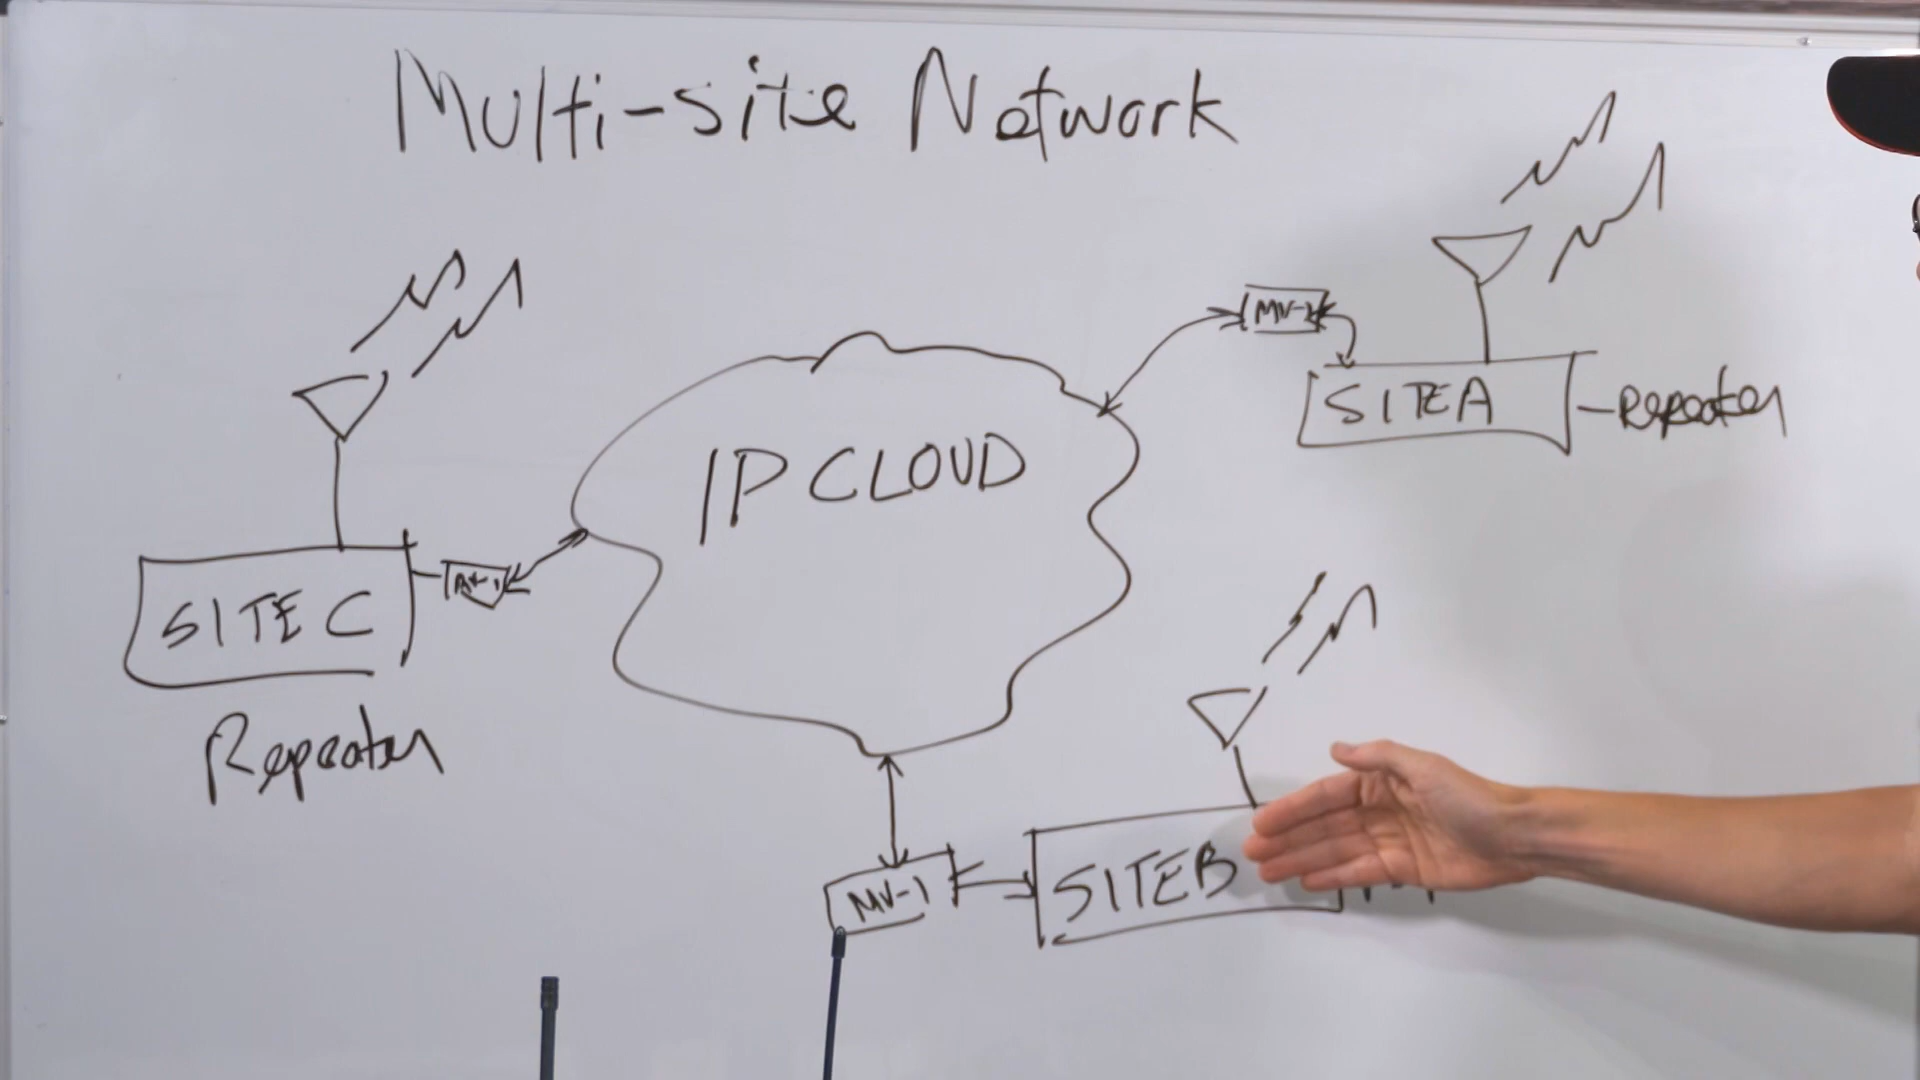 Multi-site Network
MV-1
SITE A
- Repeater
IP CLOUD
SITE C
Repeater
MV-1
SITE B